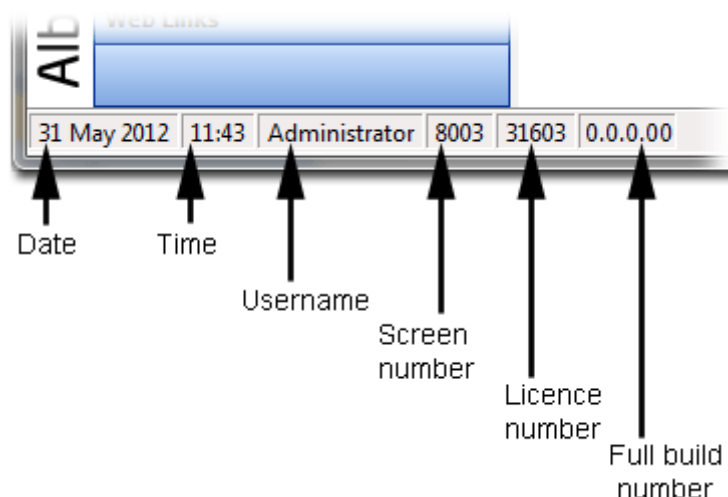 Web Links
Alb
31 May 2012 11:43 Administrator 8003 31603 0.0.0.00
Date
Time
Username
Screen
number
Licence
number
Full build
number